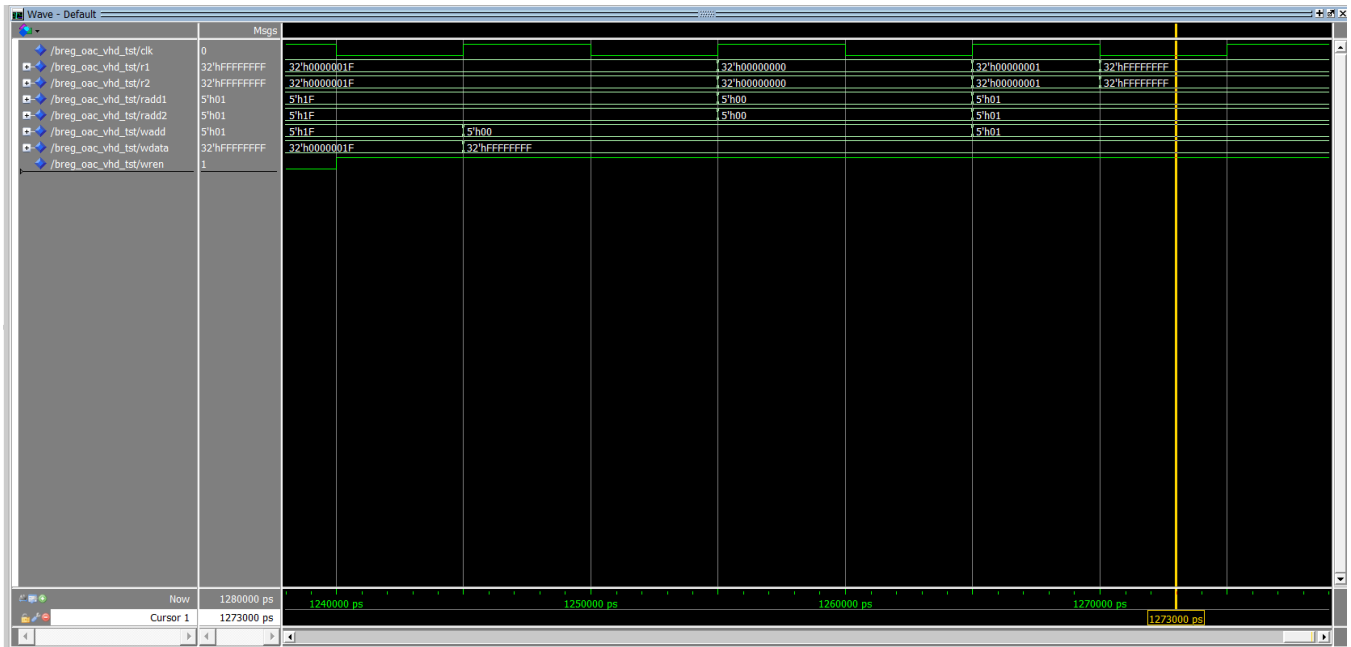 Wave - Default
Msgs
/breg_oac_vhd_tst/clk 0
/breg_oac_vhd_tst/r1 32'hFFFFFFFF 32'h0000001F 32'h00000000 32'h00000001 32'hFFFFFFFF
/breg_oac_vhd_tst/r2 32'hFFFFFFFF 32'h0000001F 32'h00000000 32'h00000001 32'hFFFFFFFF
/breg_oac_vhd_tst/radd1 5'h01 5'h1F 5'h00 5'h01
/breg_oac_vhd_tst/radd2 5'h01 5'h1F 5'h00 5'h01
/breg_oac_vhd_tst/wadd 5'h01 5'h1F 5'h00 5'h01
/breg_oac_vhd_tst/wdata 32'hFFFFFFFF 32'h0000001F 32'hFFFFFFFF
/breg_oac_vhd_tst/wren 1
Now 1280000 ps 1240000 ps 1250000 ps 1260000 ps 1270000 ps
Cursor 1 1273000 ps 1273000 ps